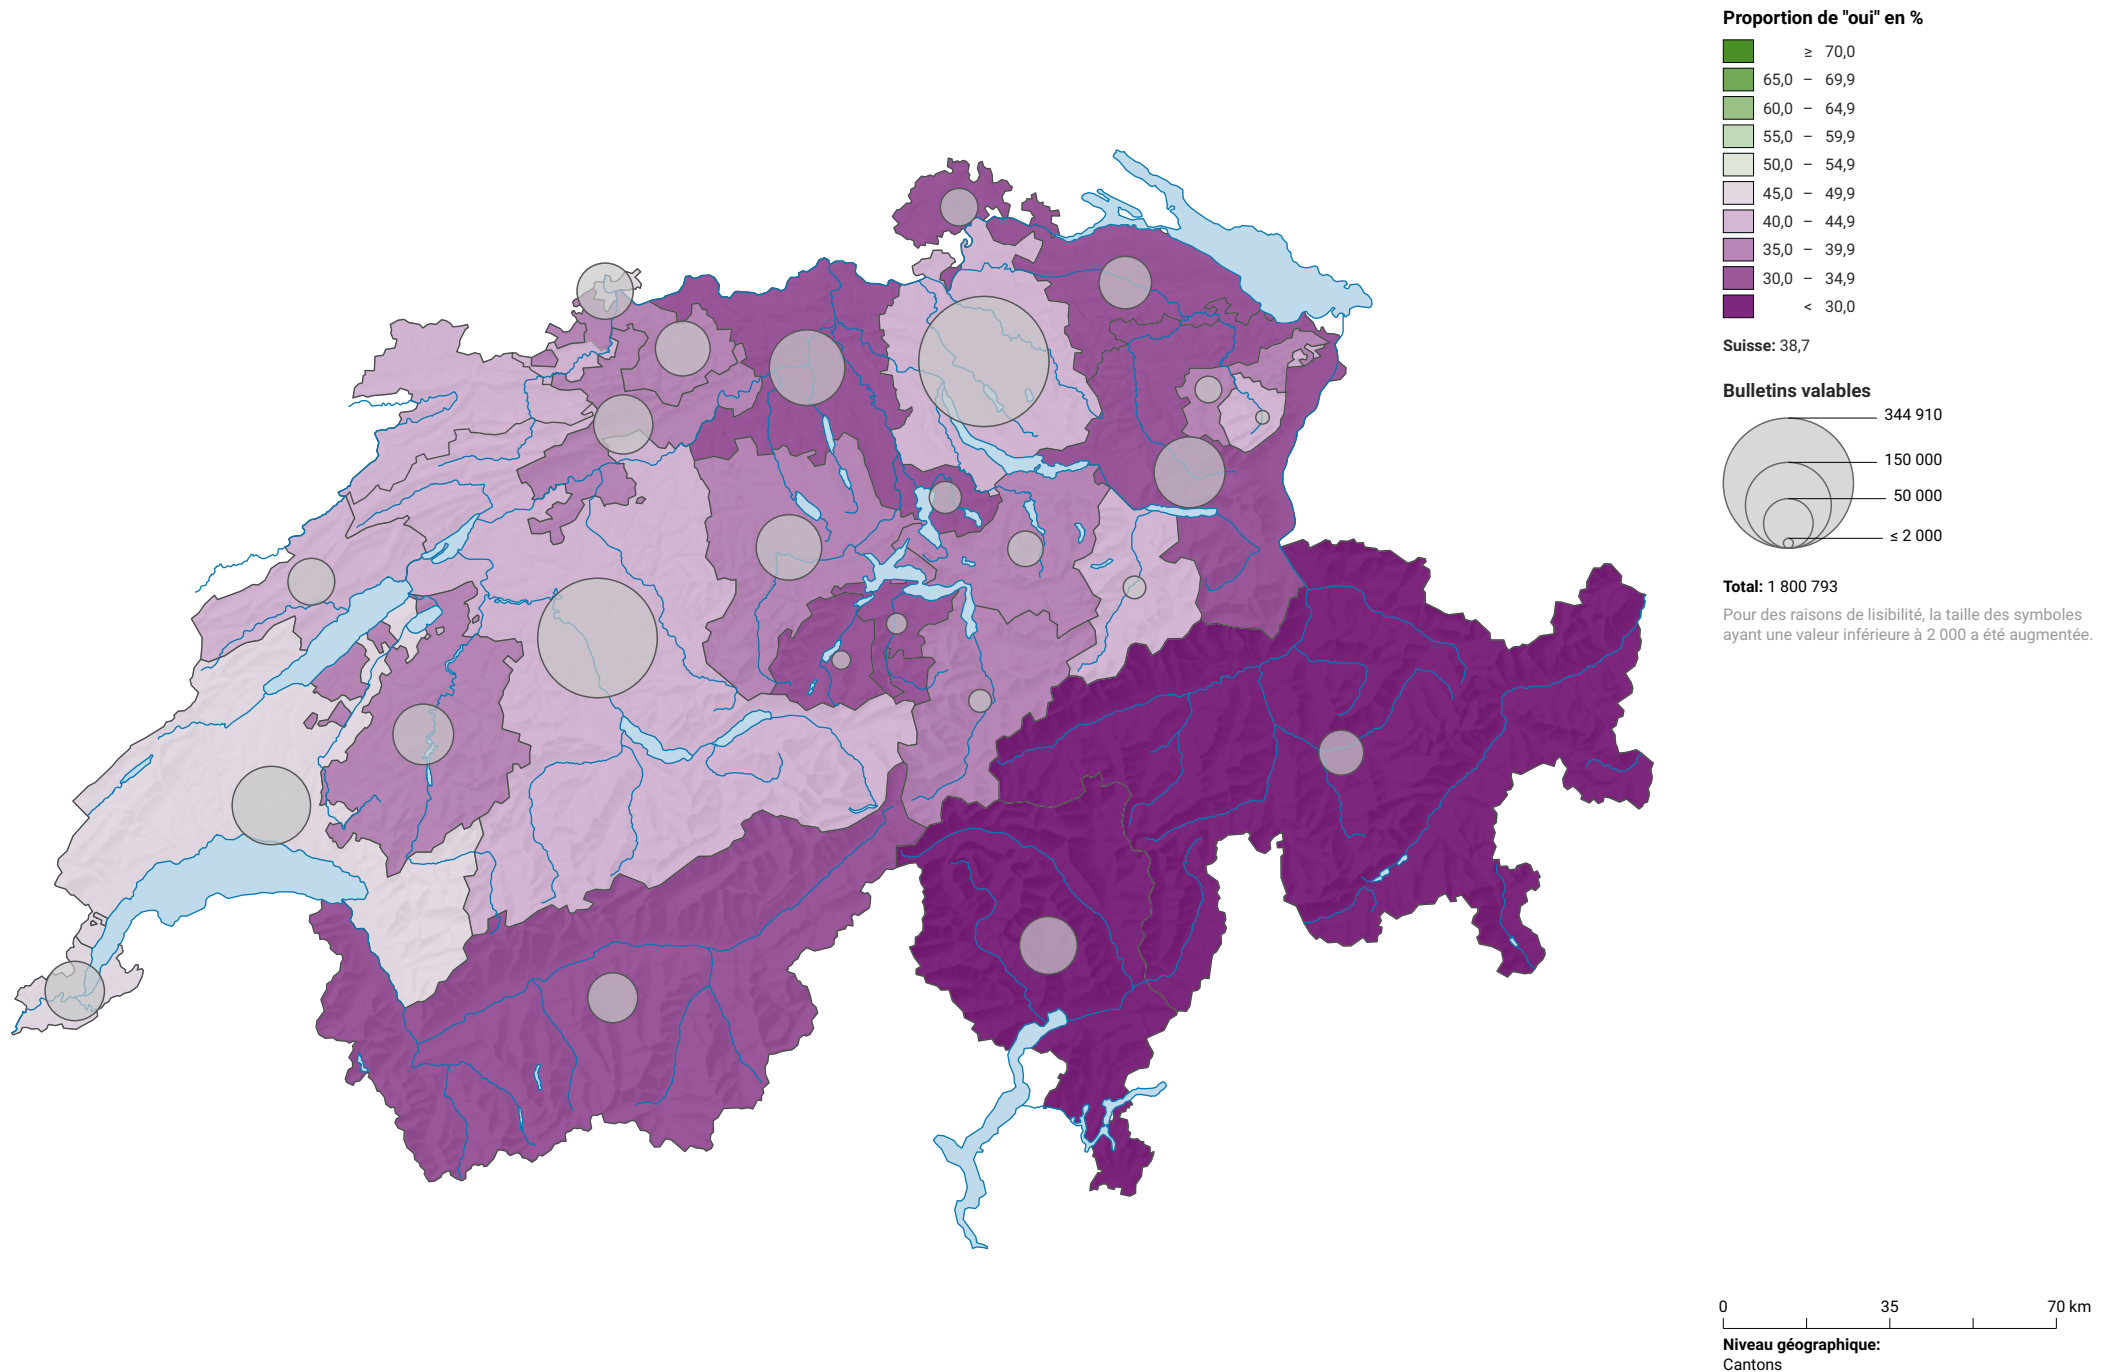 Proportion de "oui" en %
≥ 70,0
65,0 – 69,9
60,0 – 64,9
55,0 – 59,9
50,0 – 54,9
45,0 – 49,9
40,0 – 44,9
35,0 – 39,9
30,0 – 34,9
< 30,0
Suisse: 38,7
Bulletins valables
344 910
150 000
50 000
≤ 2 000
Total: 1 800 793
Pour des raisons de lisibilité, la taille des symboles
ayant une valeur inférieure à 2 000 a été augmentée.
0 35 70 km
Niveau géographique:
Cantons